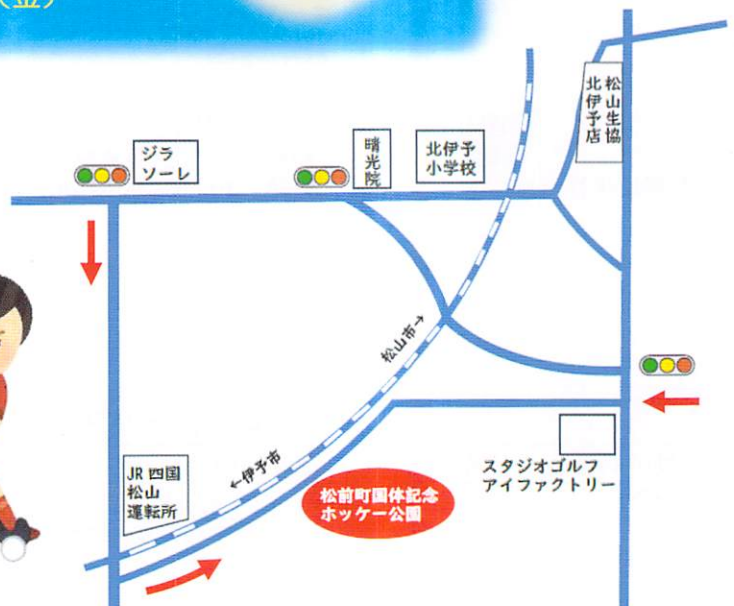 (金)
松山生協
北伊予店
ジラ
ソーレ
晴光院
北伊予
小学校
松山市→
←伊予市
JR 四国
松山
運転所
松前町国体記念
ホッケー公園
スタジオゴルフ
アイファクトリー